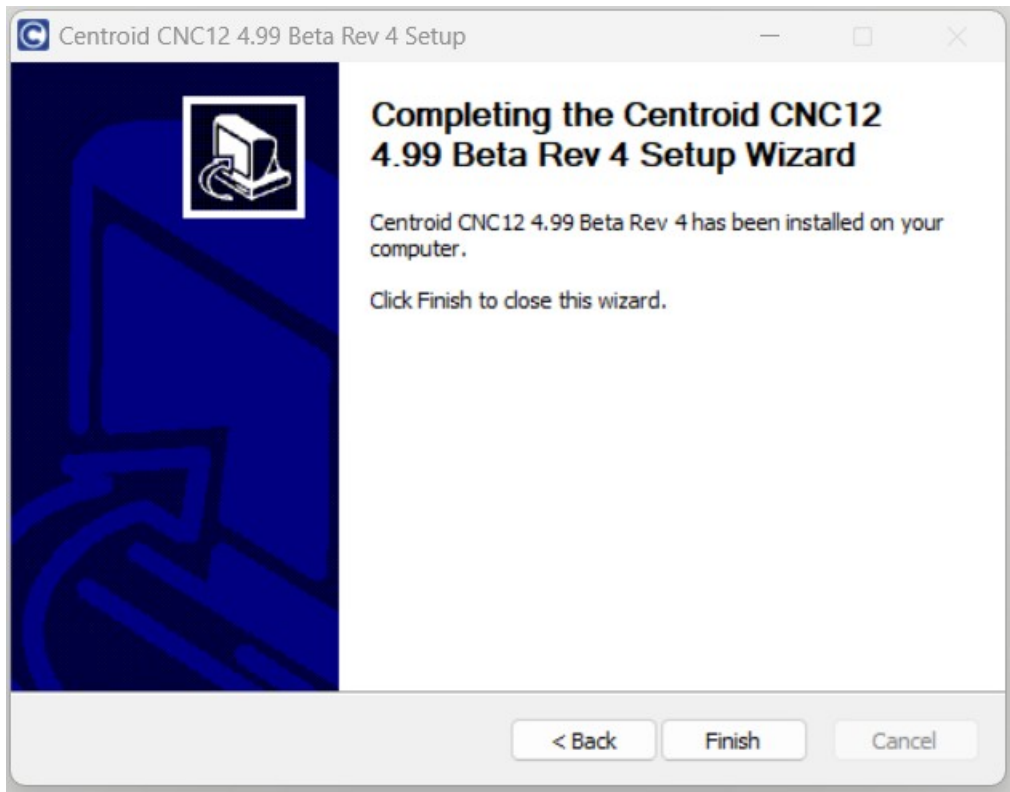 Centroid CNC12 4.99 Beta Rev 4 Setup
Completing the Centroid CNC12
4.99 Beta Rev 4 Setup Wizard
Centroid CNC12 4.99 Beta Rev 4 has been installed on your
computer.
Click Finish to close this wizard.
< Back Finish Cancel